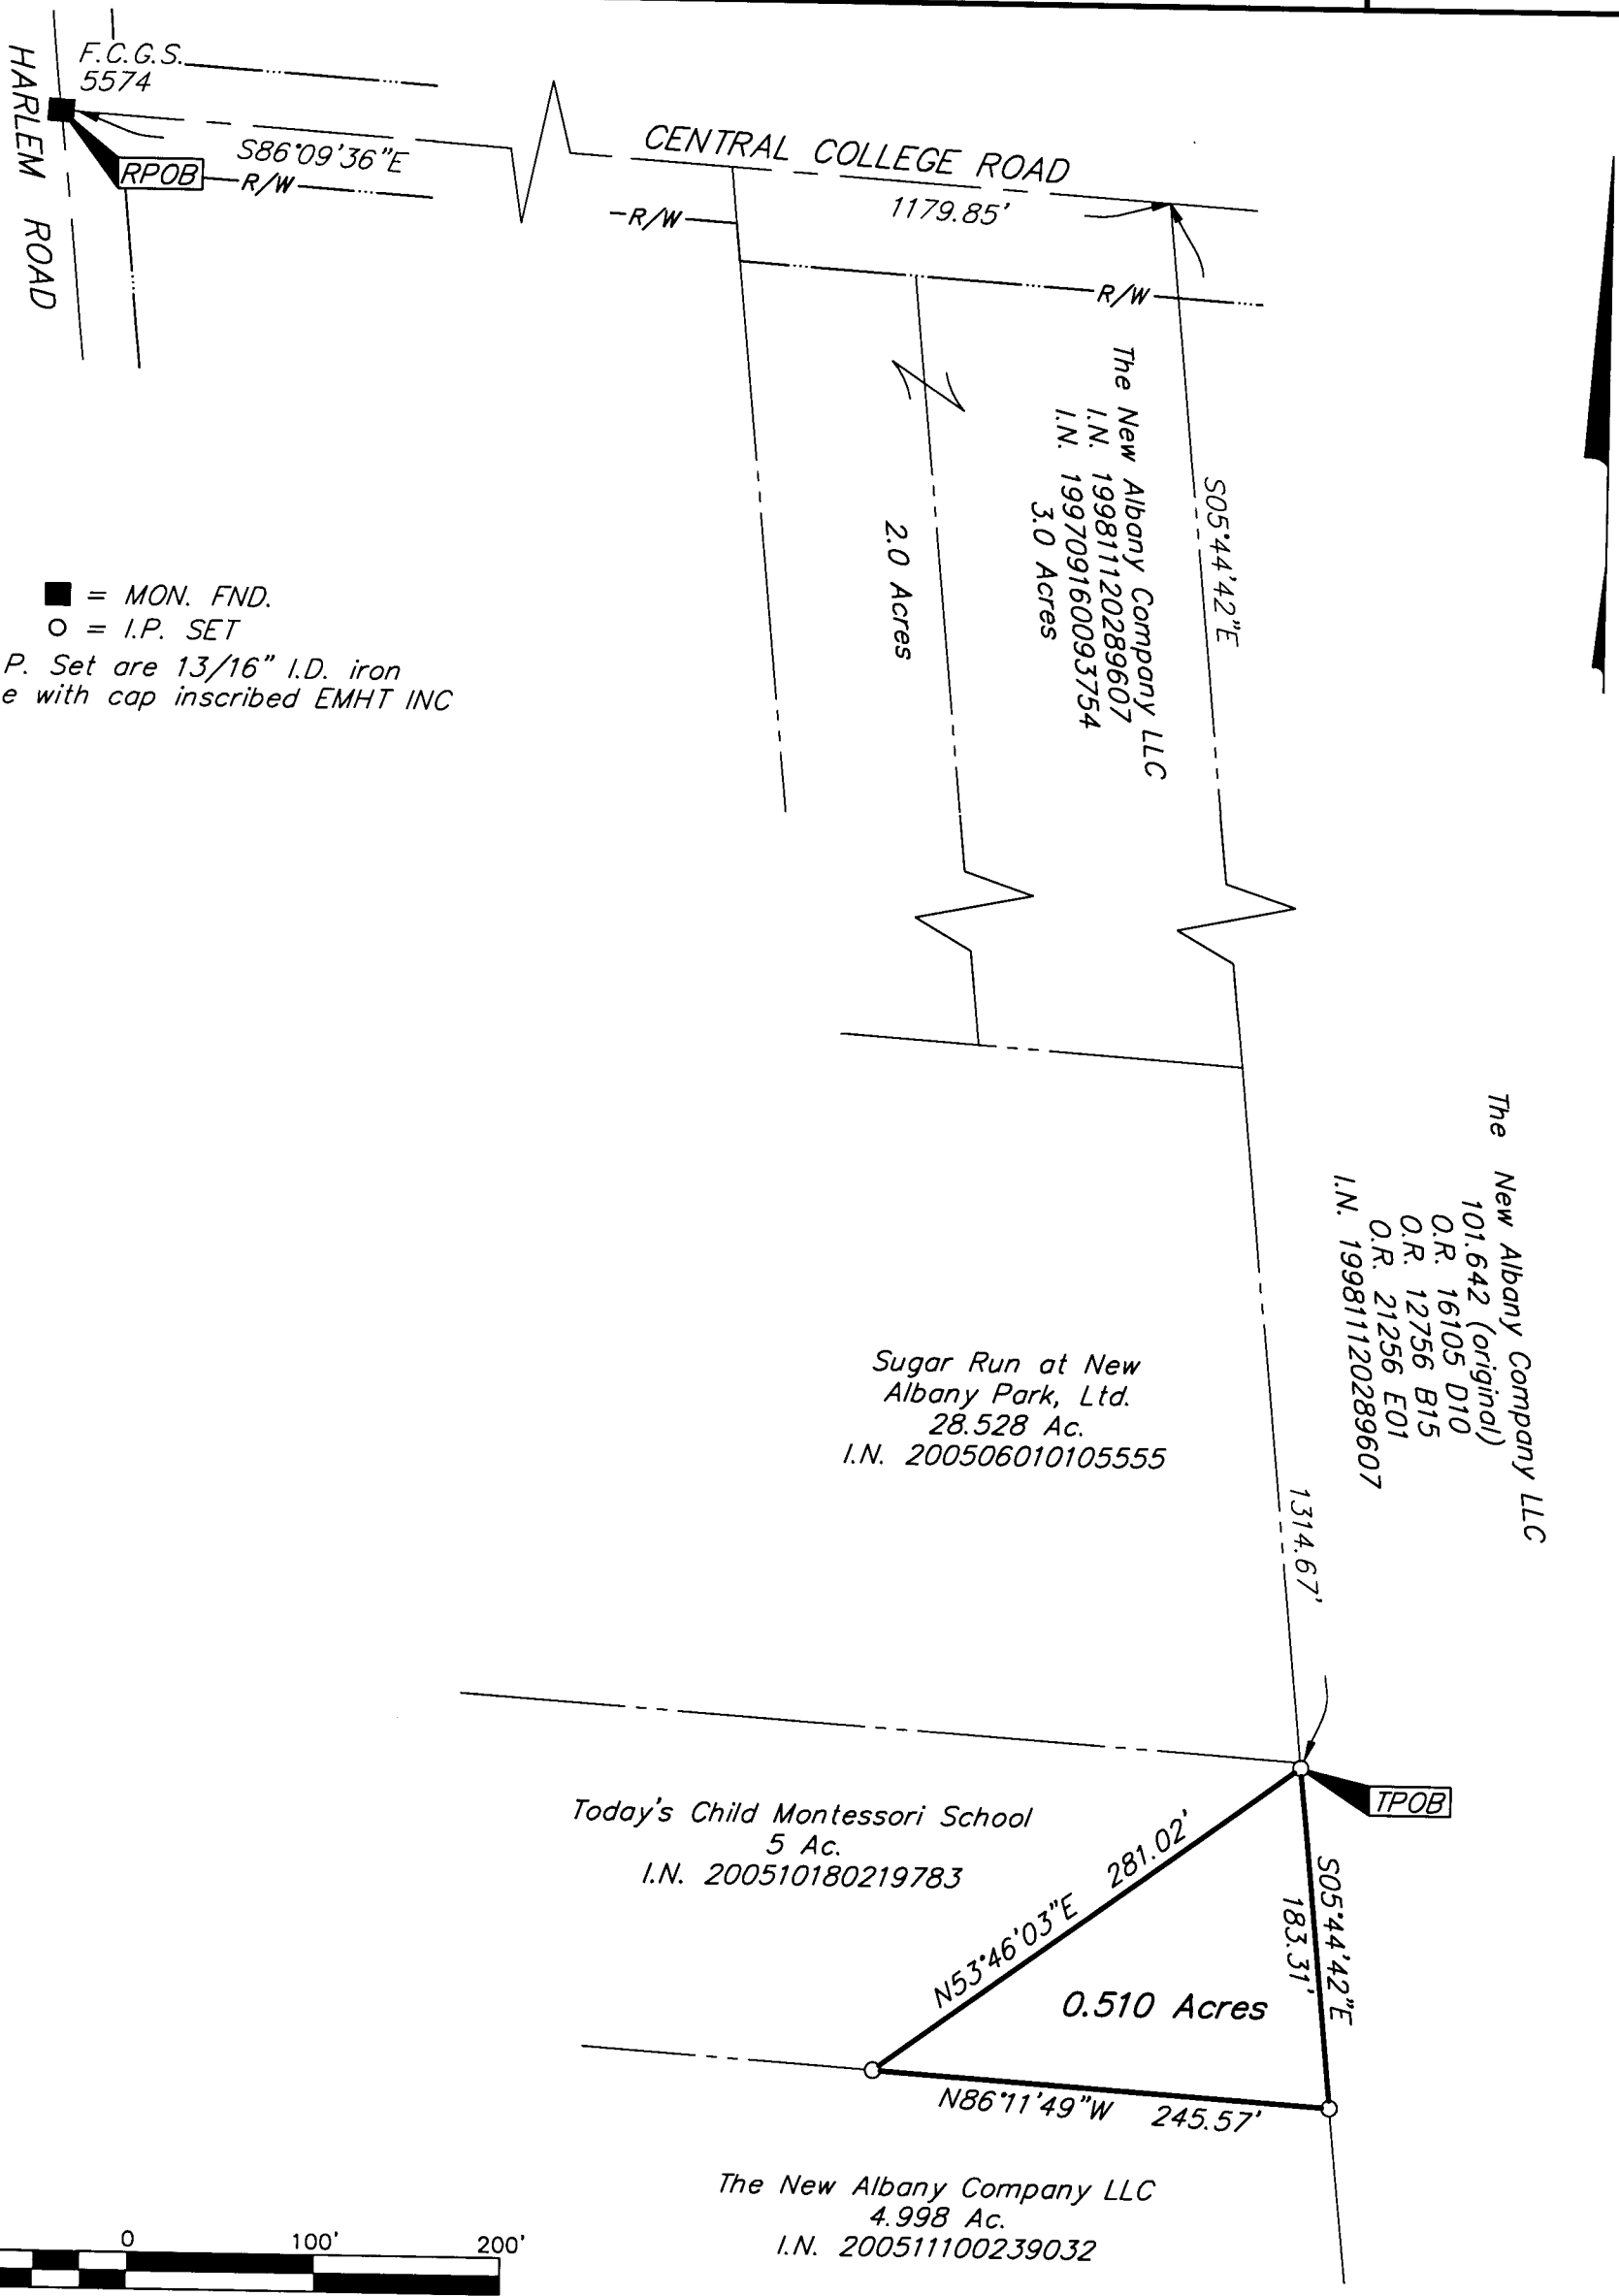 F.C.G.S.
5574
HARLEM ROAD
S86°09'36"E
RPOB
R/W
CENTRAL COLLEGE ROAD
1179.85'
R/W
R/W
The New Albany Company LLC
I.N. 199811120289607
I.N. 199709160093754
3.0 Acres
S05°44'42"E
2.0 Acres
= MON. FND.
= I.P. SET
P. Set are 13/16" I.D. iron
e with cap inscribed EMHT INC
The New Albany Company LLC
101.642 (original)
O.R. 16105 D10
O.R. 12756 B15
O.R. 21256 E01
I.N. 199811120289607
Sugar Run at New
Albany Park, Ltd.
28.528 Ac.
I.N. 200506010105555
1314.67'
TPOB
Today's Child Montessori School
5 Ac.
I.N. 200510180219783
N53°46'03"E 281.02'
S05°44'42"E
183.31'
0.510 Acres
N86°11'49"W 245.57'
The New Albany Company LLC
4.998 Ac.
I.N. 200511100239032
0 100' 200'